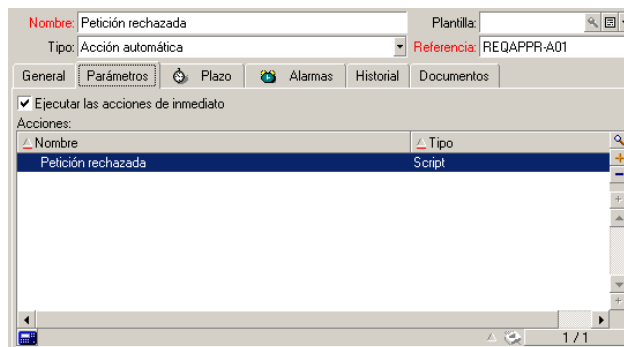 Nombre: Petición rechazada Plantilla:
Tipo: Acción automática Referencia: REQAPPR-A01
General Parámetros Plazo Alarmas Historial Documentos
Ejecutar las acciones de inmediato
Acciones:
Nombre Tipo
Petición rechazada Script
1 / 1